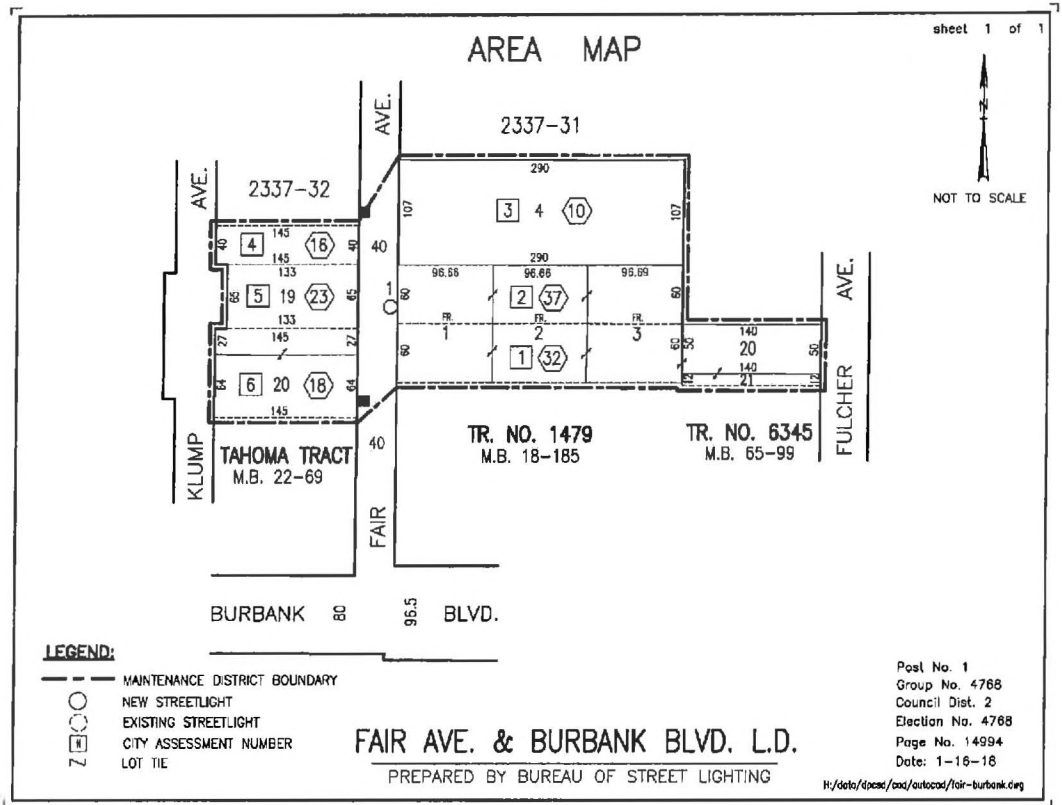 sheet 1 of 1
AREA MAP
N
NOT TO SCALE
2337-31
2337-32
AVE.
AVE.
290
107
3 4 10
107
290
145
40
4
16
40
145
40
133
65
5 19 23
65
133
1
96.66
96.66
96.69
60
2 37
60
FR.
FR.
FR.
1
2
3
60
1 32
60
145
27
27
64
6 20 18
64
145
140
50
20
50
140
12
21
12
AVE.
FULCHER
KLUMP
TAHOMA TRACT
M.B. 22-69
40
TR. NO. 1479
M.B. 18-185
TR. NO. 6345
M.B. 65-99
FAIR
BURBANK 80 96.5 BLVD.
LEGEND:
MAINTENANCE DISTRICT BOUNDARY
NEW STREETLIGHT
EXISTING STREETLIGHT
# CITY ASSESSMENT NUMBER
LOT TIE
FAIR AVE. & BURBANK BLVD. L.D.
PREPARED BY BUREAU OF STREET LIGHTING
Post No. 1
Group No. 4768
Council Dist. 2
Election No. 4768
Page No. 14994
Date: 1-16-18
H:/data/dpcsd/cad/autocad/fair-burbank.dwg